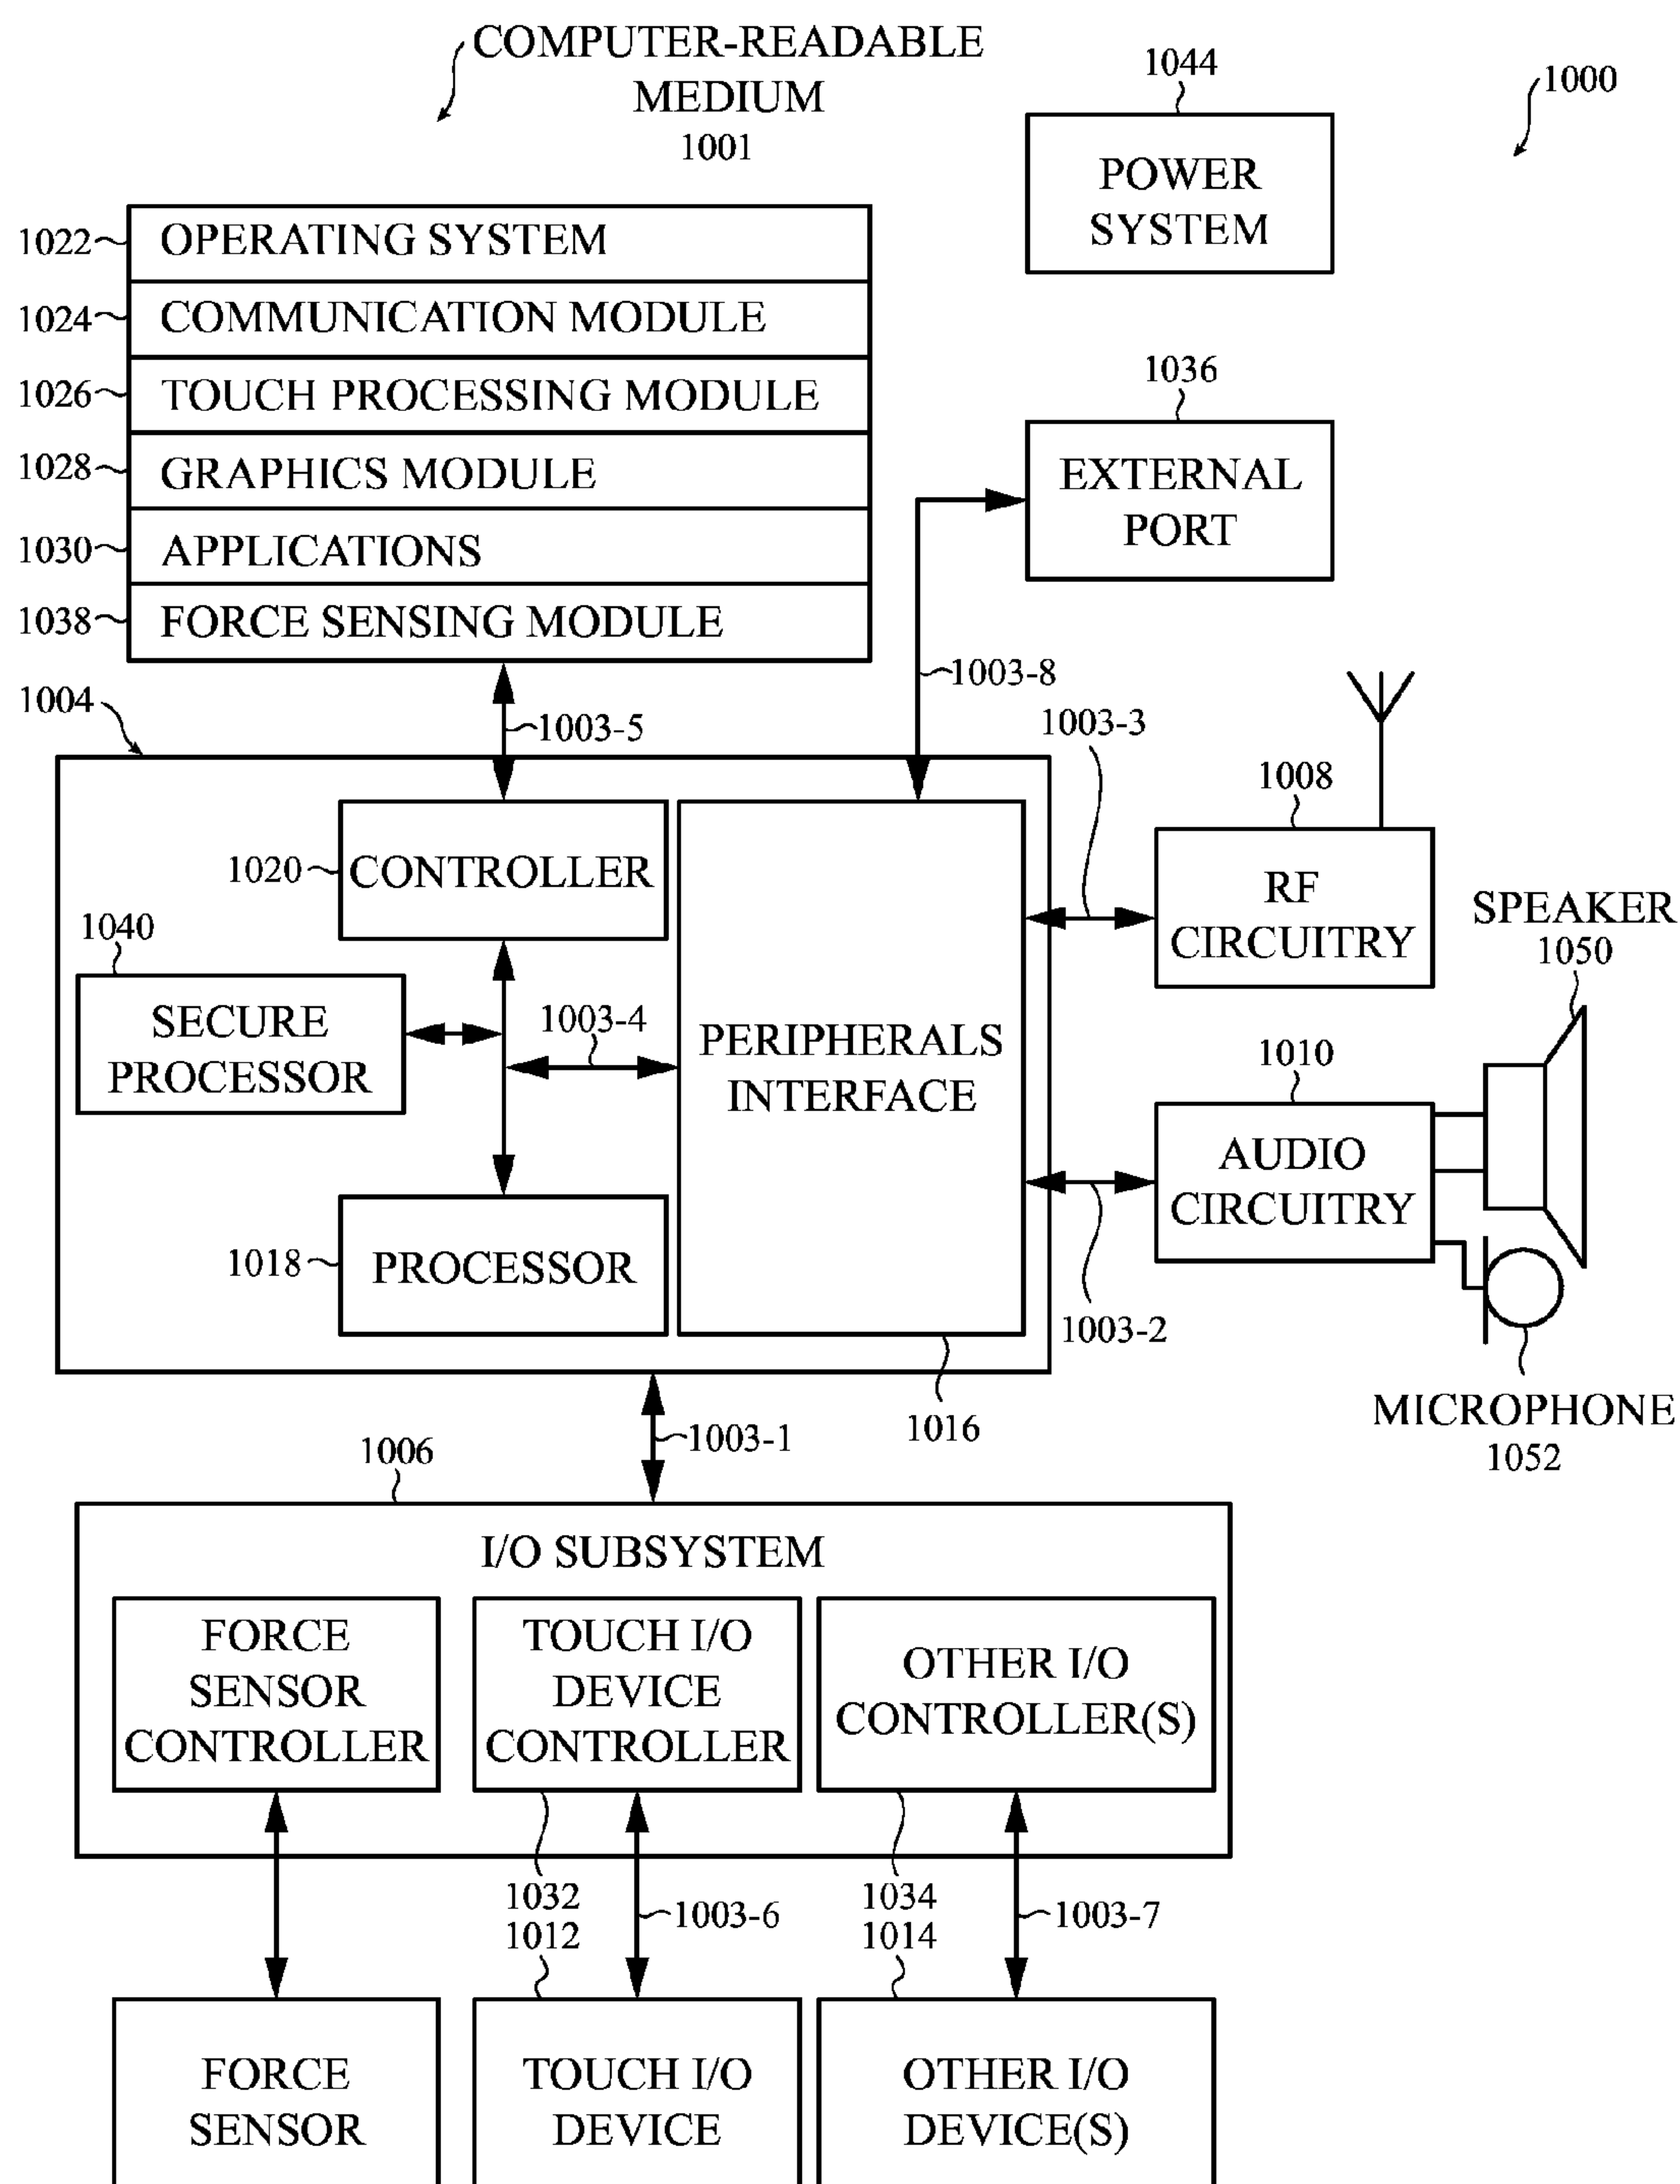 COMPUTER-READABLE
MEDIUM
1001
1044
1000
POWER
SYSTEM
1022
OPERATING SYSTEM
1024
COMMUNICATION MODULE
1026
TOUCH PROCESSING MODULE
1028
GRAPHICS MODULE
1030
APPLICATIONS
1038
FORCE SENSING MODULE
1036
EXTERNAL
PORT
1003-8
1004
1003-5
1003-3
1008
RF
CIRCUITRY
1020
CONTROLLER
1040
SECURE
PROCESSOR
1003-4
PERIPHERALS
INTERFACE
SPEAKER
1050
1010
AUDIO
CIRCUITRY
1018
PROCESSOR
1003-2
MICROPHONE
1052
1016
1003-1
1006
I/O SUBSYSTEM
FORCE
SENSOR
CONTROLLER
TOUCH I/O
DEVICE
CONTROLLER
OTHER I/O
CONTROLLER(S)
1032
1003-6
1012
1034
1003-7
1014
FORCE
SENSOR
TOUCH I/O
DEVICE
OTHER I/O
DEVICE(S)